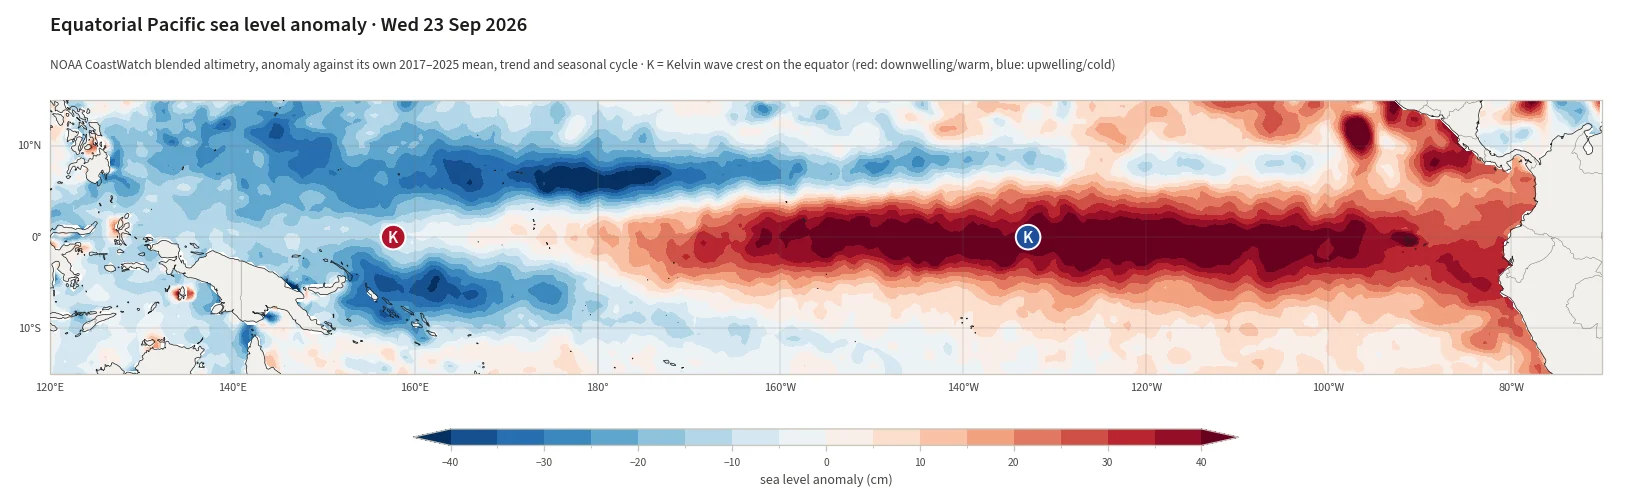 Equatorial Pacific sea level anomaly · Wed 23 Sep 2026
NOAA CoastWatch blended altimetry, anomaly against its own 2017–2025 mean, trend and seasonal cycle · K = Kelvin wave crest on the equator (red: downwelling/warm, blue: upwelling/cold)
10°N
0°
K K
10°S
120°E 140°E 160°E 180° 160°W 140°W 120°W 100°W 80°W
−40 −30 −20 −10 0 10 20 30 40
sea level anomaly (cm)